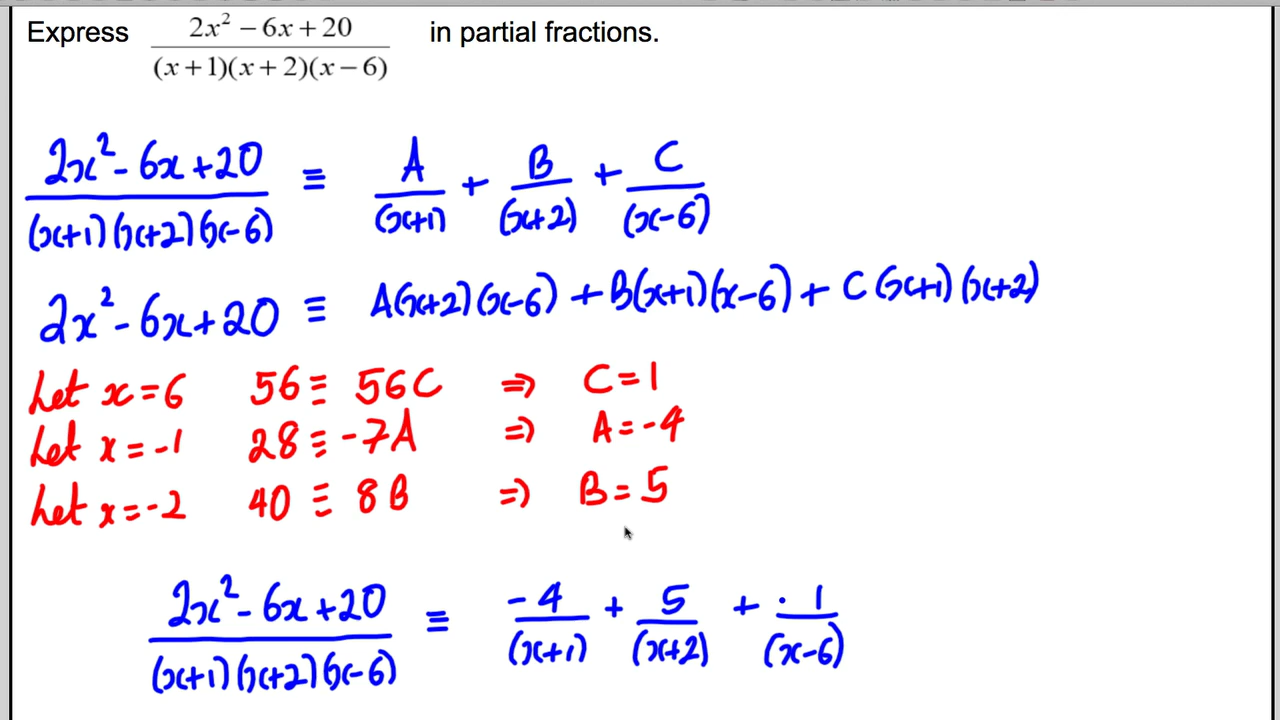 Express (2x² − 6x + 20)/((x + 1)(x + 2)(x − 6)) in partial fractions.
(2x² - 6x + 20)/((x+1)(x+2)(x-6)) ≡ A/(x+1) + B/(x+2) + C/(x-6)
2x² - 6x + 20 ≡ A(x+2)(x-6) + B(x+1)(x-6) + C(x+1)(x+2)
Let x = 6 56 ≡ 56C ⇒ C = 1
Let x = -1 28 ≡ -7A ⇒ A = -4
Let x = -2 40 ≡ 8B ⇒ B = 5
(2x² - 6x + 20)/((x+1)(x+2)(x-6)) ≡ -4/(x+1) + 5/(x+2) + 1/(x-6)